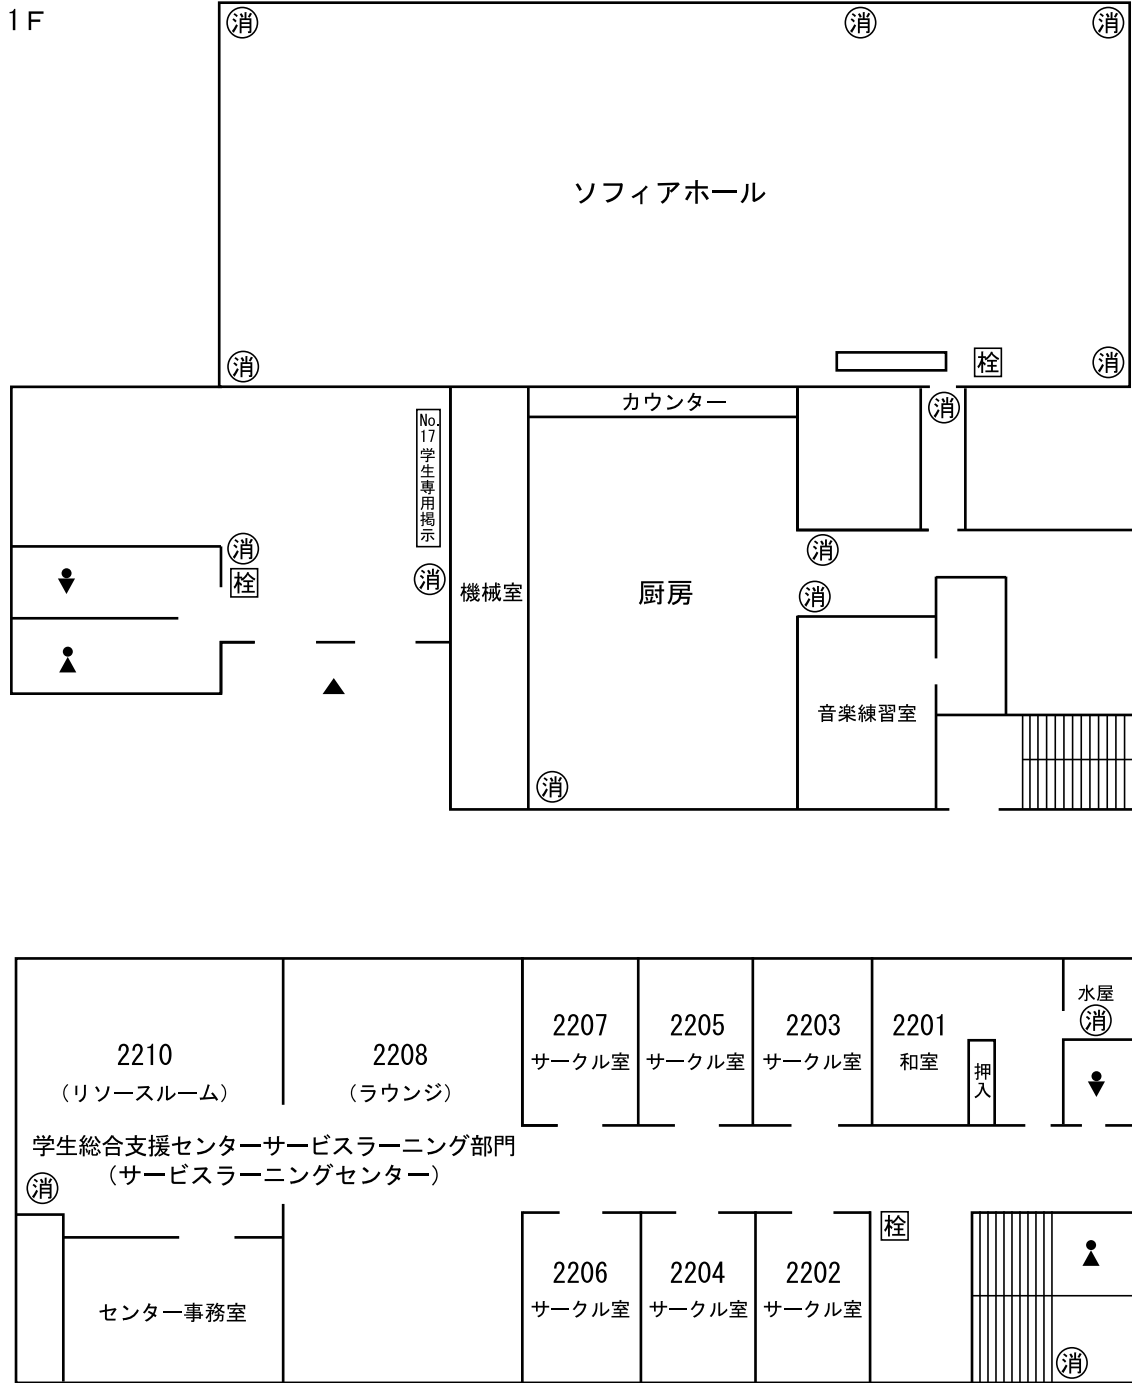 1F
消
消
消
ソフィアホール
消
栓
消
カウンター
消
No.17学生専用掲示
消
栓
消
機械室
厨房
消
消
音楽練習室
消
2210
(リソースルーム)
2208
(ラウンジ)
2207
サークル室
2205
サークル室
2203
サークル室
2201
和室
押入
水屋
消
学生総合支援センターサービスラーニング部門
(サービスラーニングセンター)
消
センター事務室
2206
サークル室
2204
サークル室
2202
サークル室
栓
消